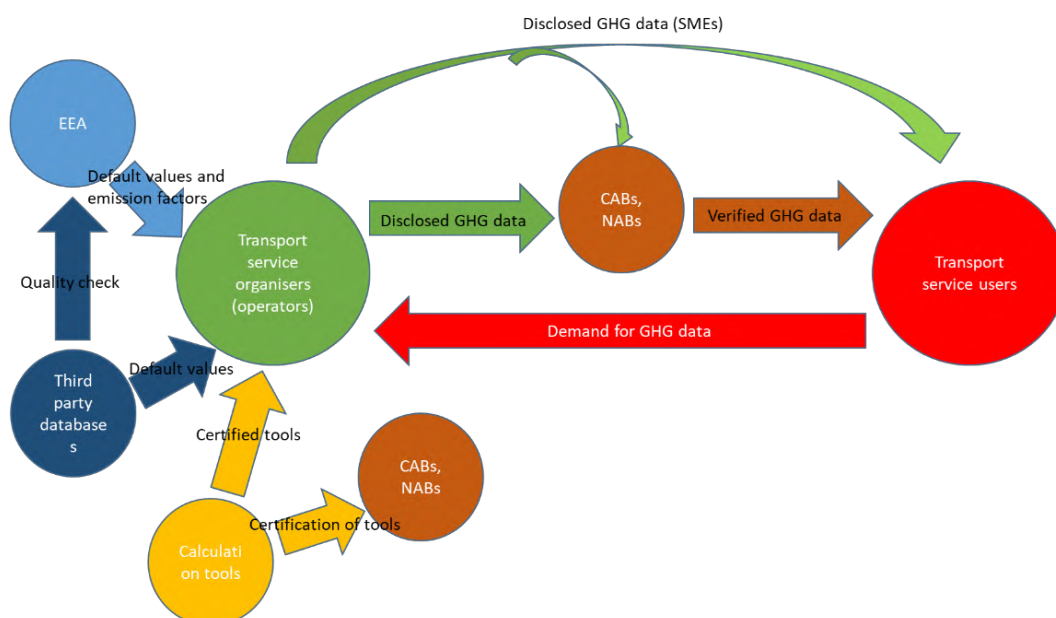 Disclosed GHG data (SMEs)
EEA
Default values and
emission factors
CABs,
NABs
Disclosed GHG data
Verified GHG data
Transport
service
organisers
(operators)
Transport
service users
Quality check
Demand for GHG data
Default values
Third
party
database
s
Certified tools
CABs,
NABs
Certification of tools
Calculati
on tools